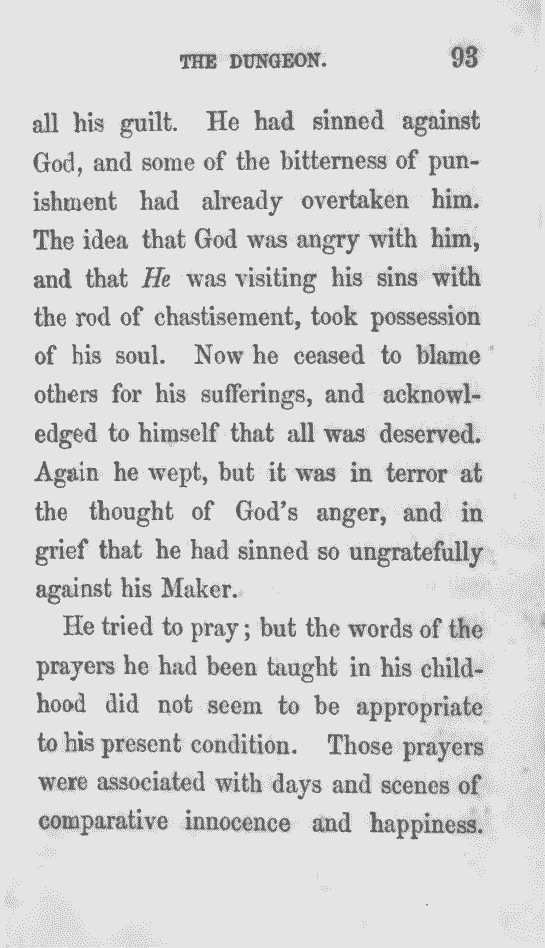 THE DUNGEON. 93
all his guilt. He had sinned against
God, and some of the bitterness of pun-
ishment had already overtaken him.
The idea that God was angry with him,
and that He was visiting his sins with
the rod of chastisement, took possession
of his soul. Now he ceased to blame
others for his sufferings, and acknowl-
edged to himself that all was deserved.
Again he wept, but it was in terror at
the thought of God's anger, and in
grief that he had sinned so ungratefully
against his Maker.
He tried to pray; but the words of the
prayers he had been taught in his child-
hood did not seem to be appropriate
to his present condition. Those prayers
were associated with days and scenes of
comparative innocence and happiness.